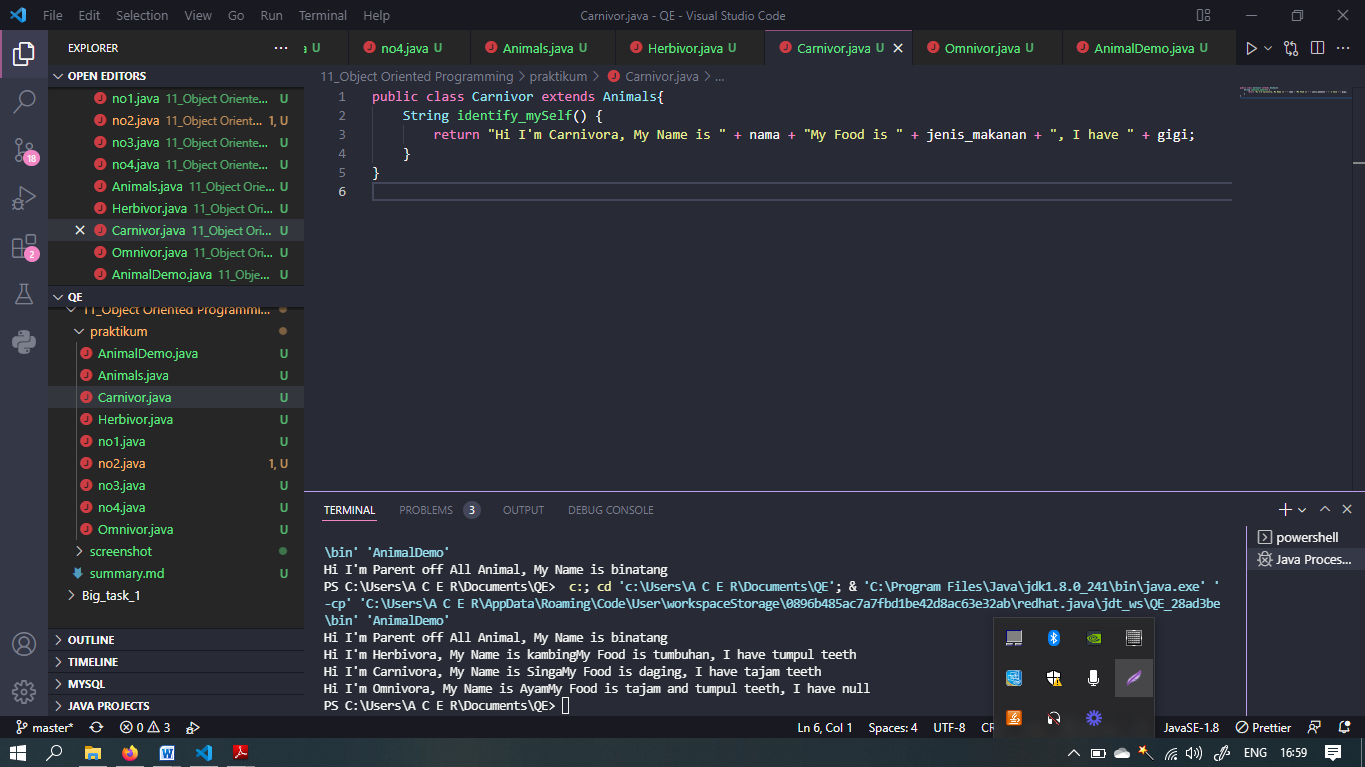 File Edit Selection View Go Run Terminal Help Carnivor.java - QE - Visual Studio Code
EXPLORER
a U no4.java U Animals.java U Herbivor.java U Carnivor.java U Omnivor.java U AnimalDemo.java U
OPEN EDITORS
no1.java 11_Object Oriente... U
no2.java 11_Object Orient... 1, U
no3.java 11_Object Oriente... U
no4.java 11_Object Oriente... U
Animals.java 11_Object Orie... U
Herbivor.java 11_Object Ori... U
Carnivor.java 11_Object Ori... U
Omnivor.java 11_Object Ori... U
AnimalDemo.java 11_Obje... U
QE
11_Object Oriented Programmi...
praktikum
AnimalDemo.java U
Animals.java U
Carnivor.java U
Herbivor.java U
no1.java U
no2.java 1, U
no3.java U
no4.java U
Omnivor.java U
screenshot
summary.md U
Big_task_1
OUTLINE
TIMELINE
MYSQL
JAVA PROJECTS
18
2
11_Object Oriented Programming > praktikum > Carnivor.java > ...
1 public class Carnivor extends Animals{
2 String identify_mySelf() {
3 return "Hi I'm Carnivora, My Name is " + nama + "My Food is " + jenis_makanan + ", I have " + gigi;
4 }
5 }
6
TERMINAL PROBLEMS 3 OUTPUT DEBUG CONSOLE
powershell
Java Proces...
\bin' 'AnimalDemo'
Hi I'm Parent off All Animal, My Name is binatang
PS C:\Users\A C E R\Documents\QE> c:; cd 'c:\Users\A C E R\Documents\QE'; & 'C:\Program Files\Java\jdk1.8.0_241\bin\java.exe' '
-cp' 'C:\Users\A C E R\AppData\Roaming\Code\User\workspaceStorage\0896b485ac7a7fbd1be42d8ac63e32ab\redhat.java\jdt_ws\QE_28ad3be
\bin' 'AnimalDemo'
Hi I'm Parent off All Animal, My Name is binatang
Hi I'm Herbivora, My Name is kambingMy Food is tumbuhan, I have tumpul teeth
Hi I'm Carnivora, My Name is SingaMy Food is daging, I have tajam teeth
Hi I'm Omnivora, My Name is AyamMy Food is tajam and tumpul teeth, I have null
PS C:\Users\A C E R\Documents\QE>
master* 0 3 Ln 6, Col 1 Spaces: 4 UTF-8 CR JavaSE-1.8 Prettier
ENG 16:59